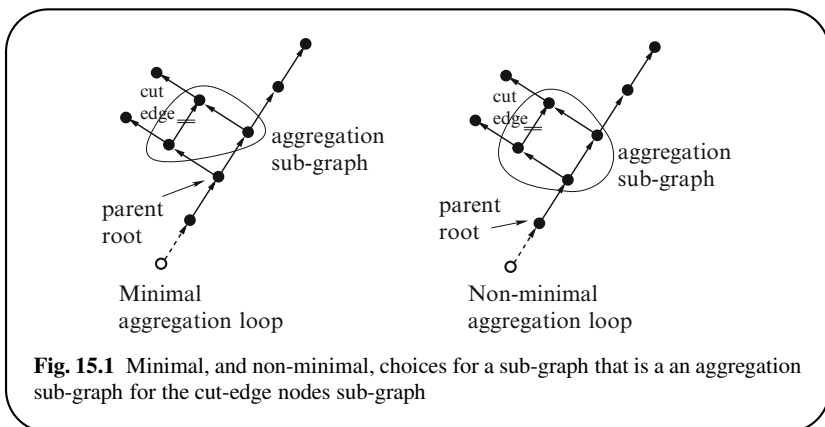 cut
edge
aggregation
sub-graph
parent
root
Minimal
aggregation loop
cut
edge
aggregation
sub-graph
parent
root
Non-minimal
aggregation loop
Fig. 15.1 Minimal, and non-minimal, choices for a sub-graph that is a an aggregation
sub-graph for the cut-edge nodes sub-graph